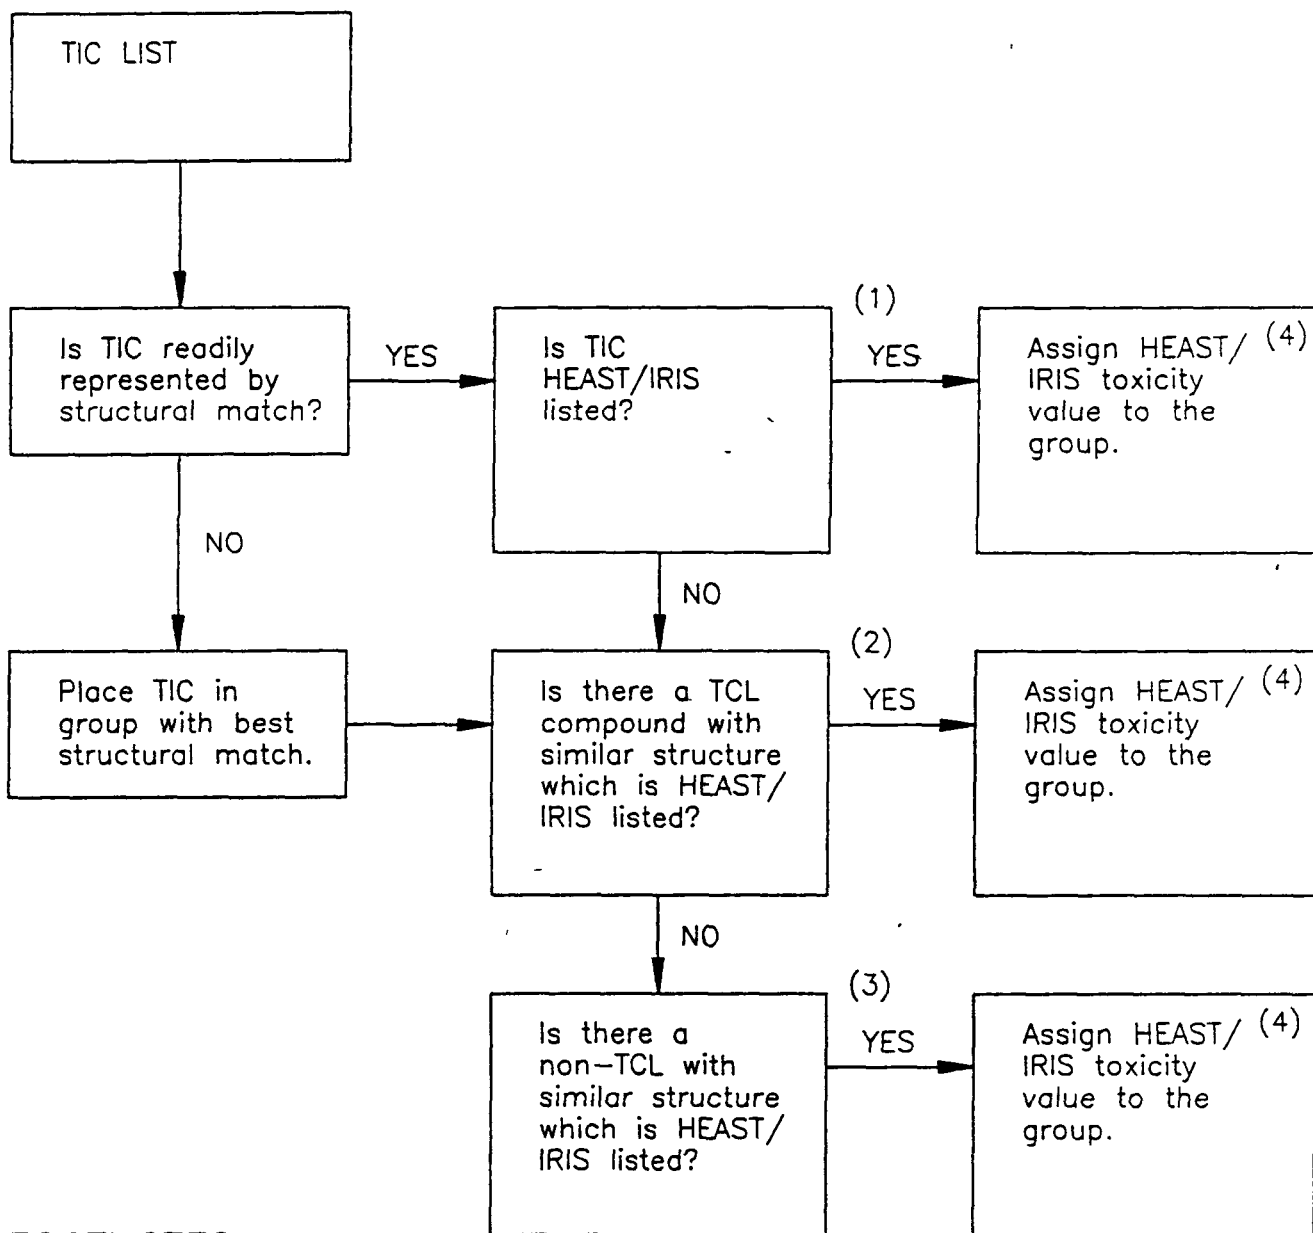 TIC LIST
Is TIC readily
represented by
structural match?
YES
Is TIC
HEAST/IRIS
listed?
(1)
YES
Assign HEAST/ (4)
IRIS toxicity
value to the
group.
NO
NO
Place TIC in
group with best
structural match.
Is there a TCL
compound with
similar structure
which is HEAST/
IRIS listed?
(2)
YES
Assign HEAST/ (4)
IRIS toxicity
value to the
group.
NO
Is there a
non-TCL with
similar structure
which is HEAST/
IRIS listed?
(3)
YES
Assign HEAST/ (4)
IRIS toxicity
value to the
group.